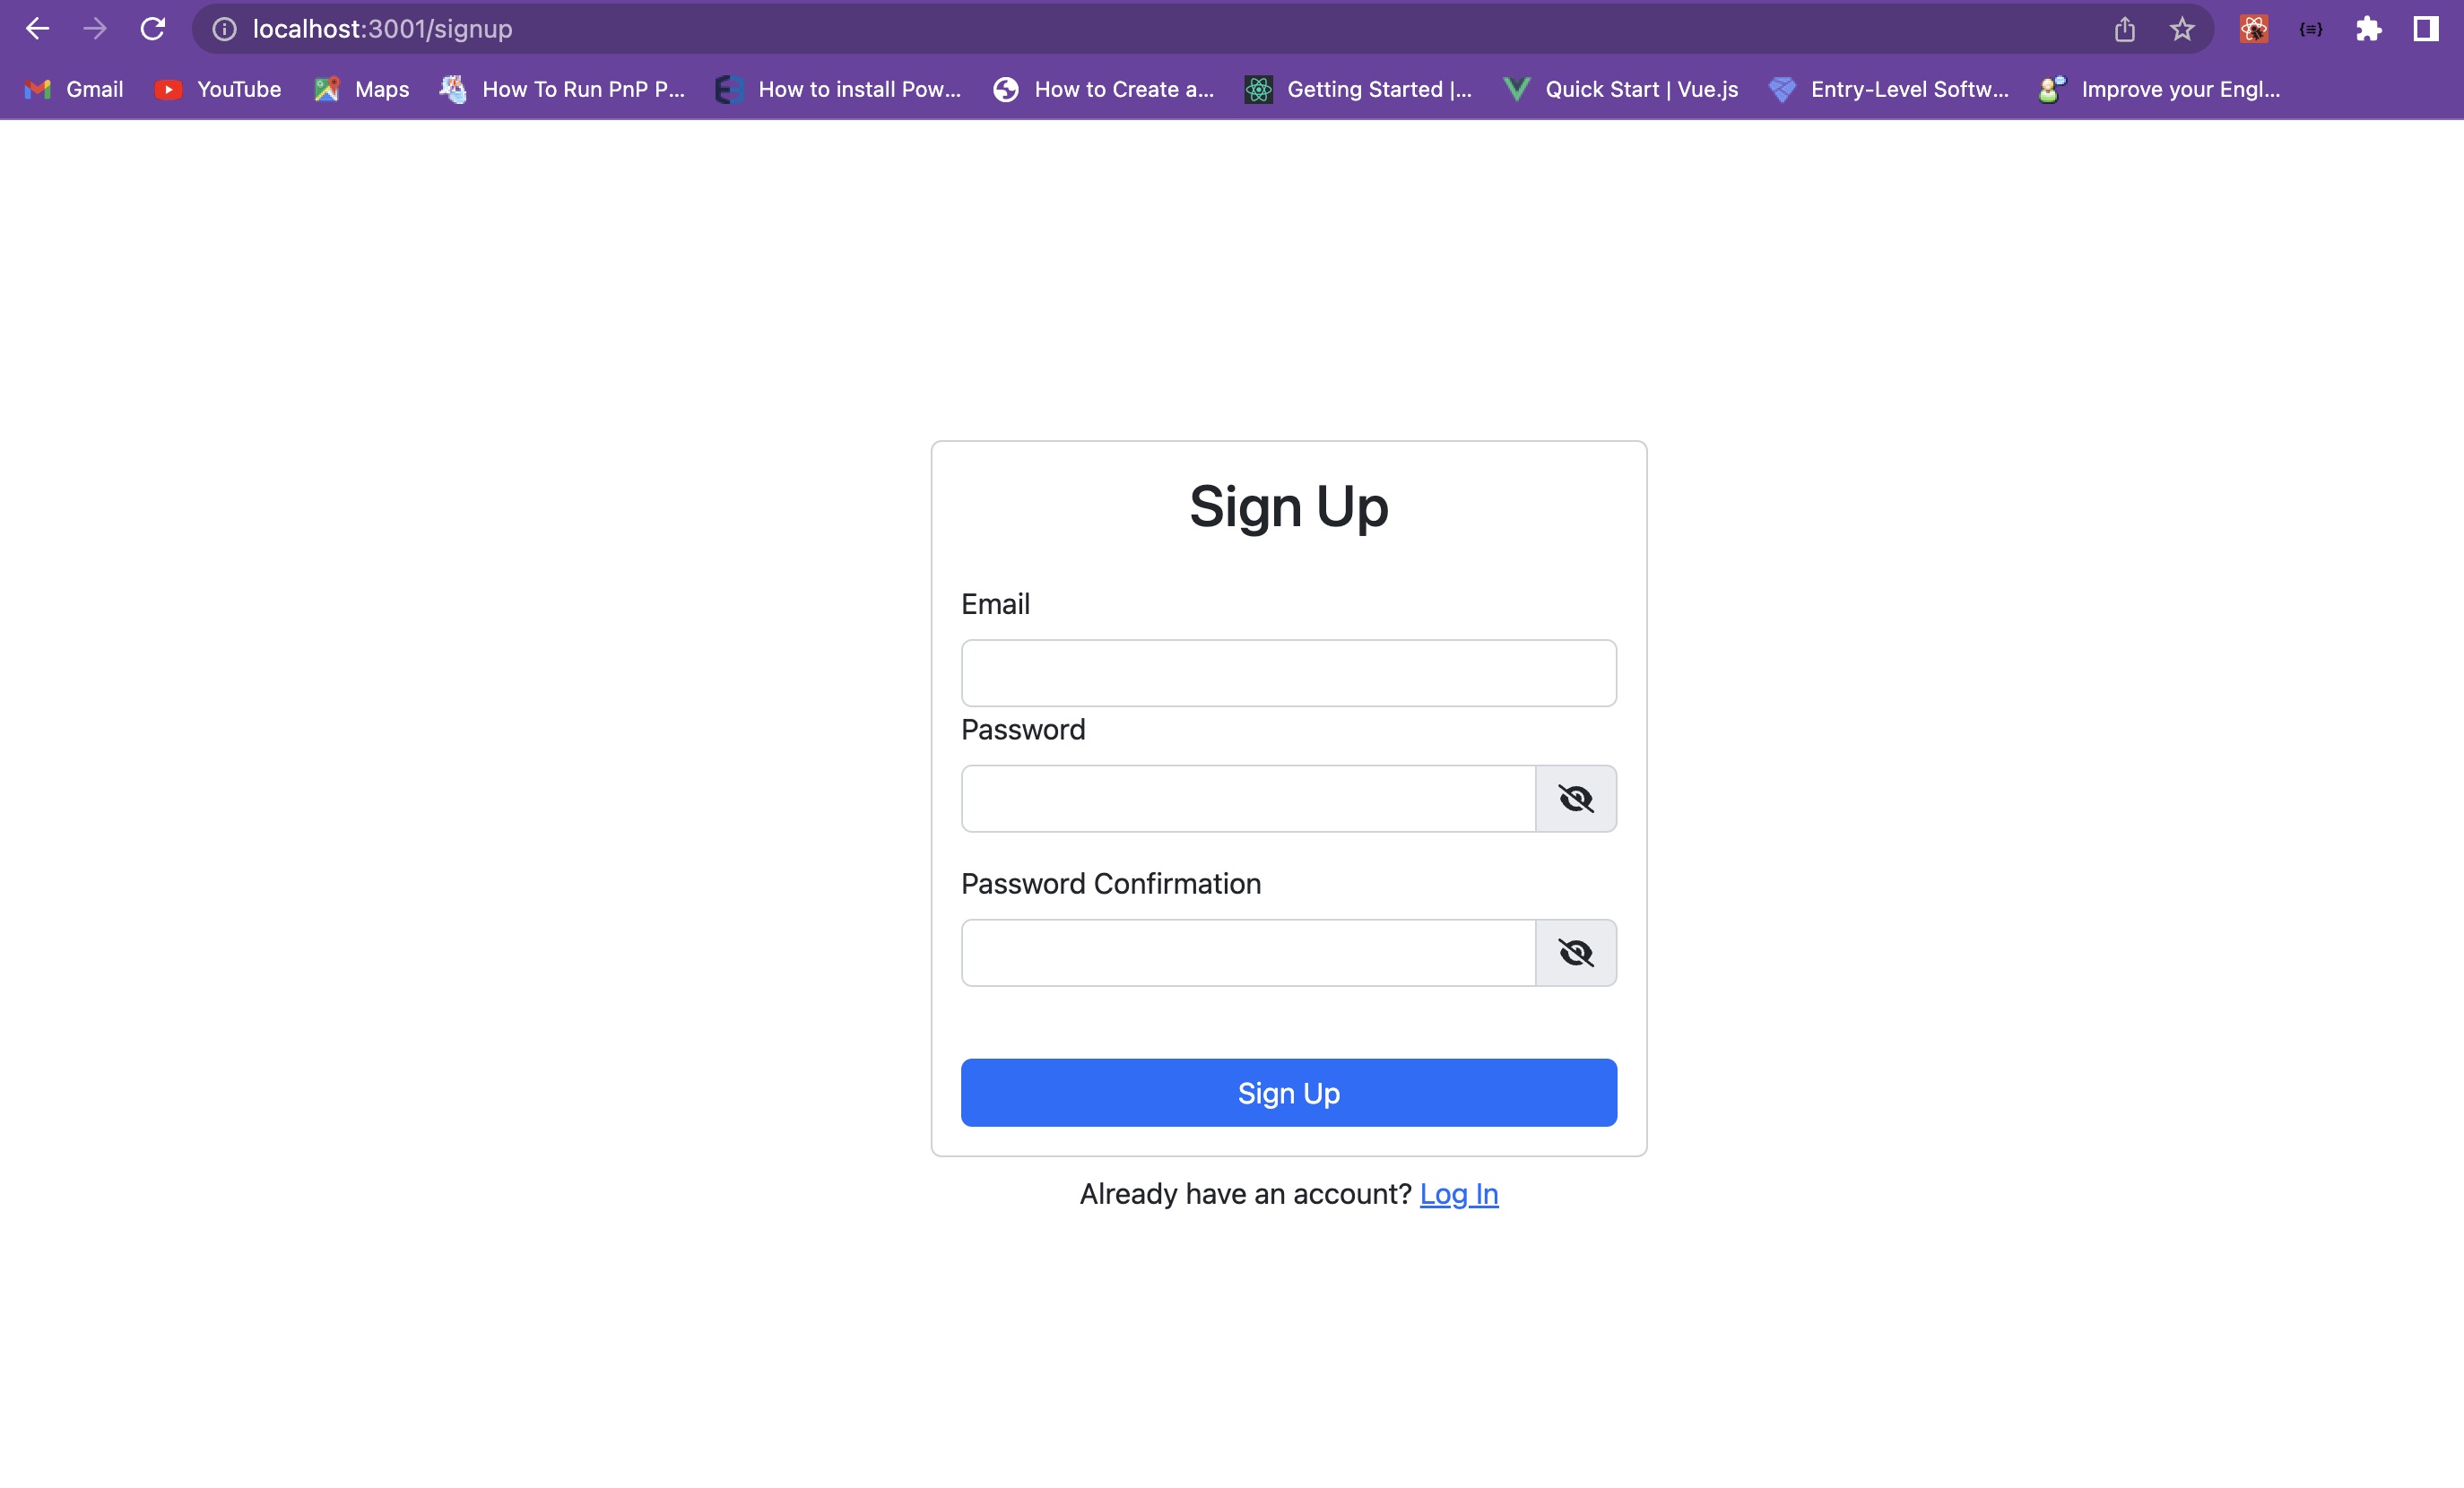 localhost:3001/signup
Gmail YouTube Maps How To Run PnP P... How to install Pow... How to Create a... Getting Started |... Quick Start | Vue.js Entry-Level Softw... Improve your Engl...
Sign Up
Email
Password
Password Confirmation
Sign Up
Already have an account? Log In